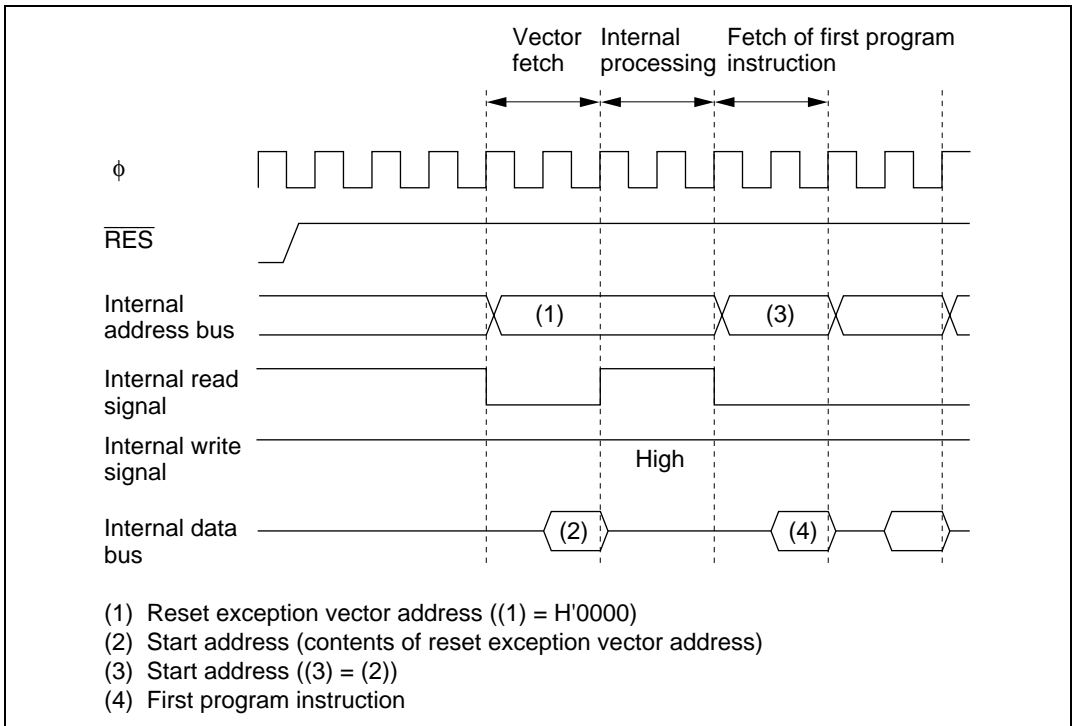 Vector fetch
Internal processing
Fetch of first program instruction
φ
RES
Internal address bus
(1)
(3)
Internal read signal
Internal write signal
High
Internal data bus
(2)
(4)
(1) Reset exception vector address ((1) = H'0000)
(2) Start address (contents of reset exception vector address)
(3) Start address ((3) = (2))
(4) First program instruction